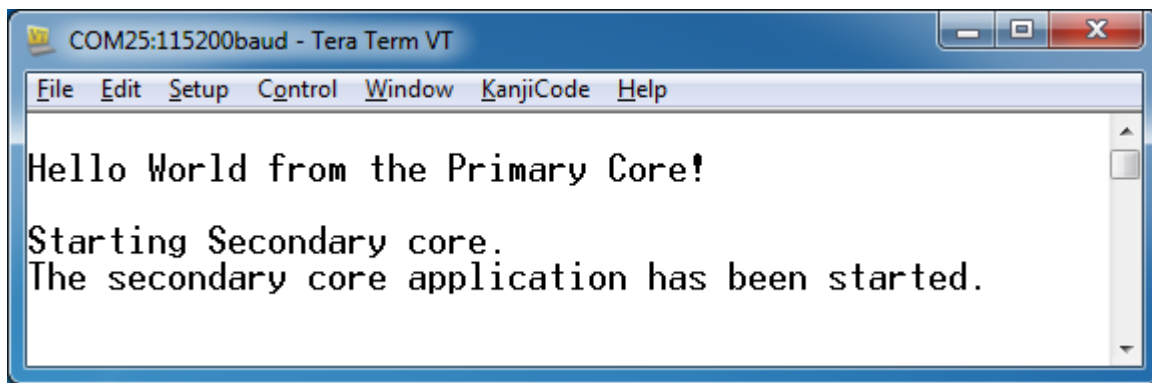 COM25:115200baud - Tera Term VT
File Edit Setup Control Window KanjiCode Help
Hello World from the Primary Core!
Starting Secondary core.
The secondary core application has been started.